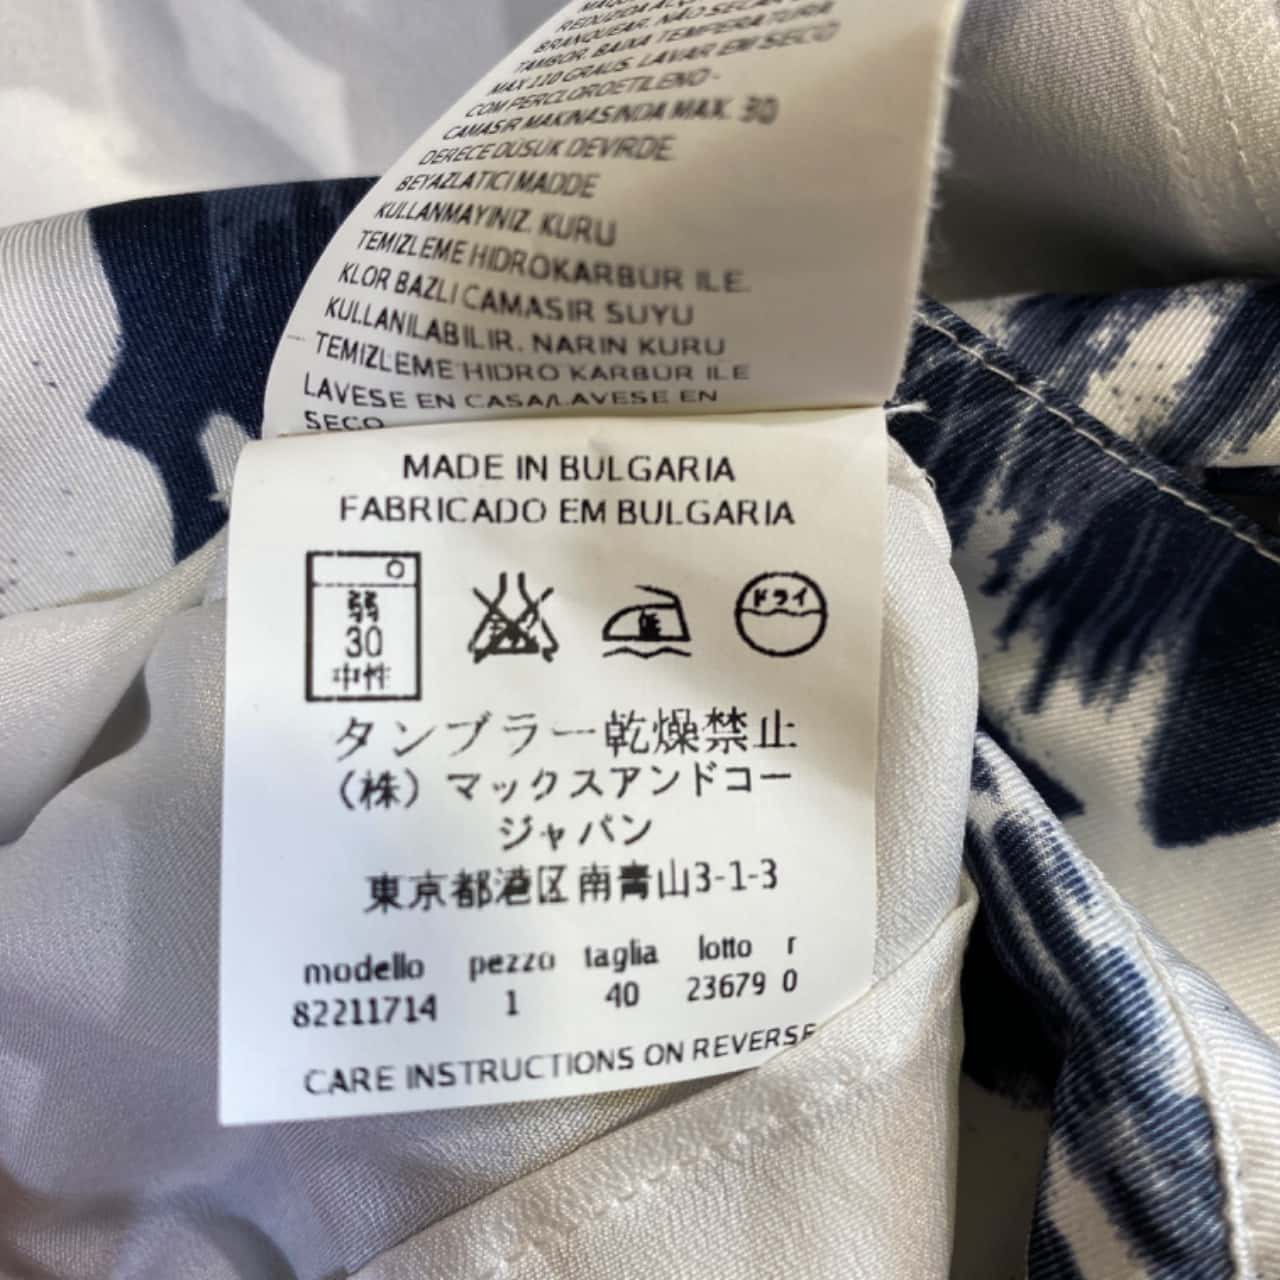 REDUZDA
BRANQUEAR. NÃO SECAR
TAMBOR. BAIXA TEMPERATURA
MAX 110 GRAUS. LAVAR EM SECO
COM PERCLOROETILENO -
CAMASIR MAKINASINDA MAX. 30
DERECE DUSUK DEVIRDE.
BEYAZLATICI MADDE
KULLANMAYINIZ. KURU
TEMIZLEME HIDROKARBUR ILE.
KLOR BAZLI CAMASIR SUYU
KULLANILABILIR. NARIN KURU
TEMIZLEME HIDRO KARBUR ILE
LAVESE EN CASA/LAVESE EN
SECO
MADE IN BULGARIA
FABRICADO EM BULGARIA
弱
30
中性
ドライ
タンブラー乾燥禁止
(株)マックスアンドコー
ジャパン
東京都港区南青山3-1-3
modello pezzo taglia lotto r
82211714 1 40 23679 0
CARE INSTRUCTIONS ON REVERSE